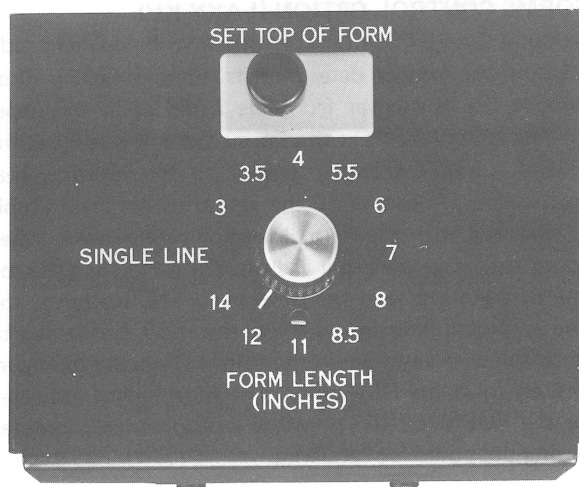 SET TOP OF FORM
4
3.5 5.5
3 6
SINGLE LINE 7
14 8
12 8.5
11
FORM LENGTH
(INCHES)